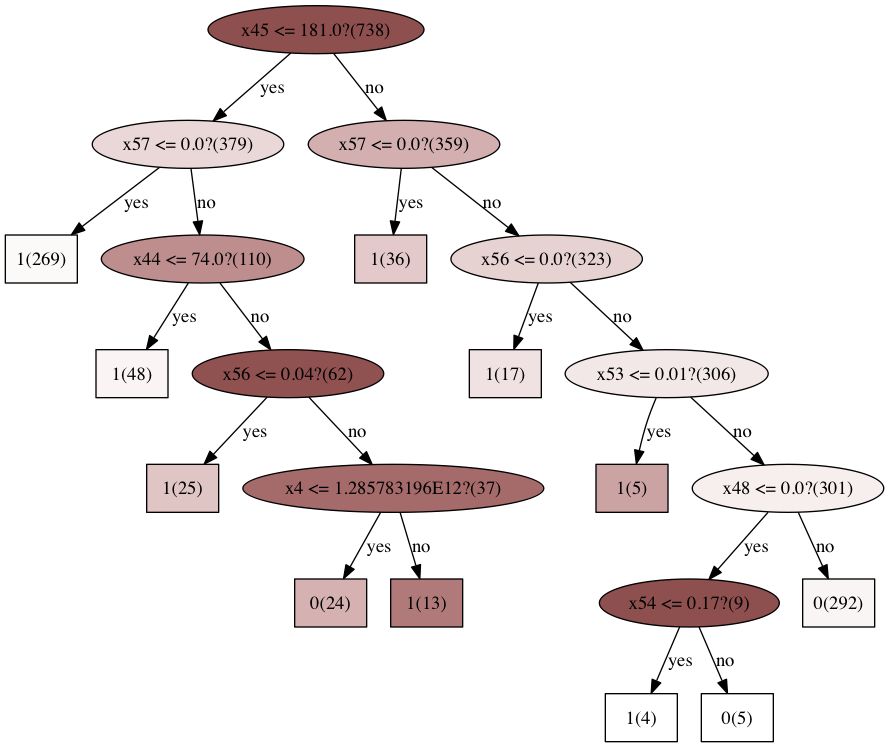 x45 <= 181.0?(738)
yes
no
x57 <= 0.0?(379)
x57 <= 0.0?(359)
yes
no
yes
no
1(269)
x44 <= 74.0?(110)
1(36)
x56 <= 0.0?(323)
yes
no
yes
no
1(48)
x56 <= 0.04?(62)
1(17)
x53 <= 0.01?(306)
yes
no
yes
no
1(25)
x4 <= 1.285783196E12?(37)
1(5)
x48 <= 0.0?(301)
yes
no
yes
no
0(24)
1(13)
x54 <= 0.17?(9)
0(292)
yes
no
1(4)
0(5)